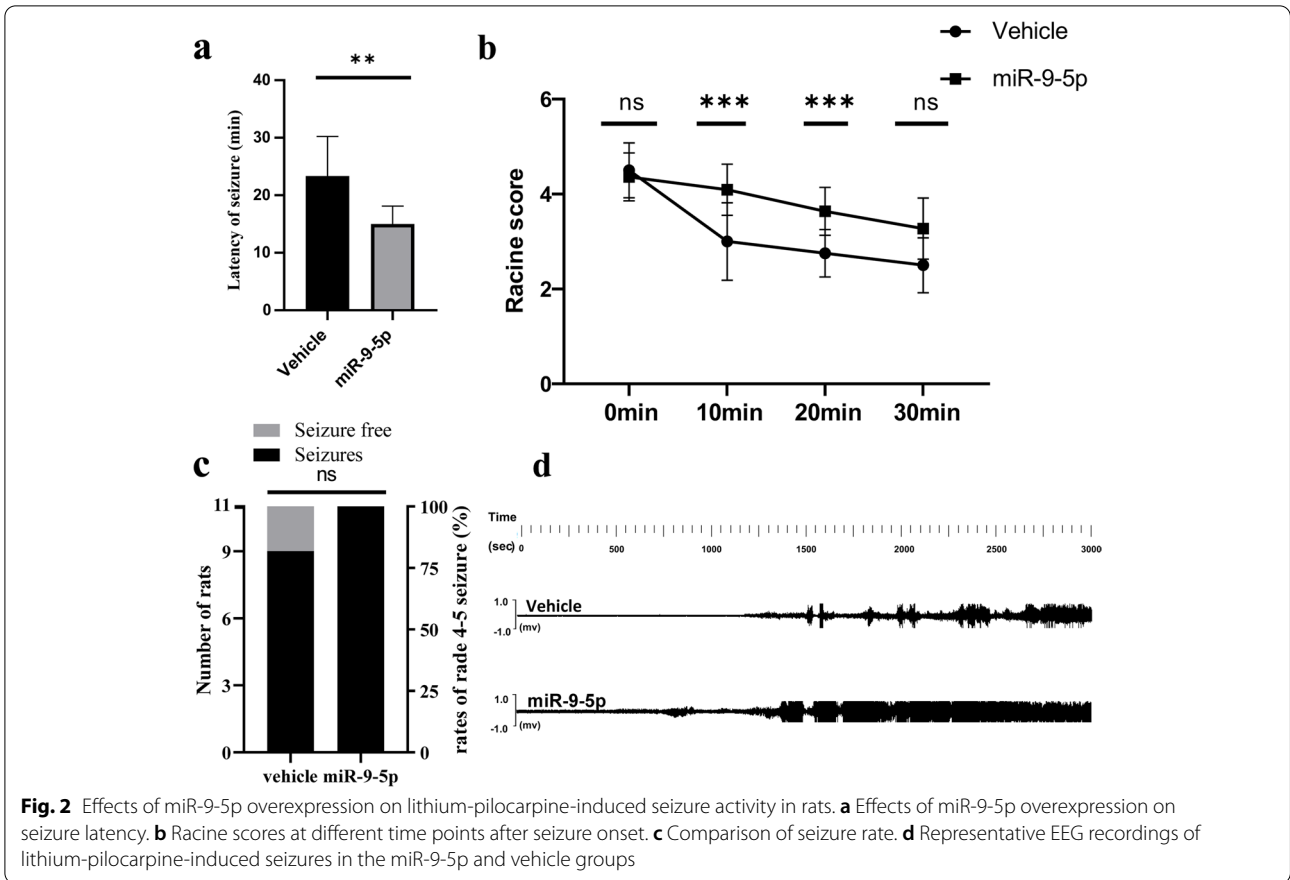 a
**
40
30
20
10
0
Latency of seizure (min)
Vehicle
miR-9-5p
b
Vehicle
miR-9-5p
ns
***
***
ns
6
4
2
0
Racine score
0min
10min
20min
30min
Seizure free
Seizures
c
ns
11
9
6
3
0
Number of rats
100
75
50
25
0
rates of rade 4-5 seizure (%)
vehicle miR-9-5p
d
Time
(sec) 0 500 1000 1500 2000 2500 3000
1.0
Vehicle
-1.0 (mv)
1.0
miR-9-5p
-1.0 (mv)
Fig. 2 Effects of miR-9-5p overexpression on lithium-pilocarpine-induced seizure activity in rats. a Effects of miR-9-5p overexpression on
seizure latency. b Racine scores at different time points after seizure onset. c Comparison of seizure rate. d Representative EEG recordings of
lithium-pilocarpine-induced seizures in the miR-9-5p and vehicle groups